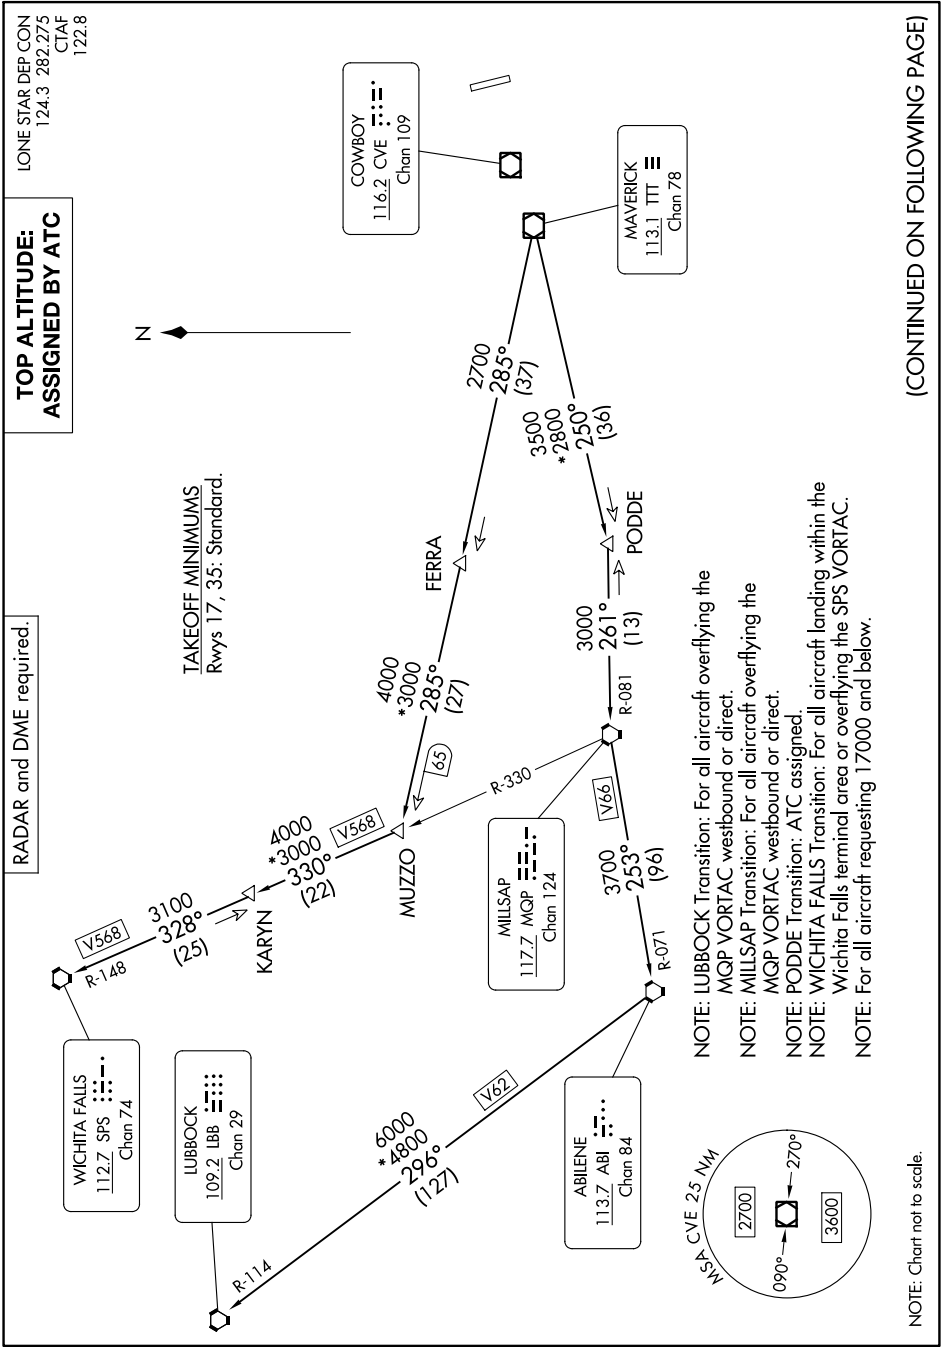 RADAR and DME required.
TOP ALTITUDE:
ASSIGNED BY ATC
LONE STAR DEP CON
124.3 282.275
CTAF
122.8
TAKEOFF MINIMUMS
Rwys 17, 35: Standard.
N
WICHITA FALLS
112.7 SPS
Chan 74
R-148
V568
3100
328°
(25)
KARYN
4000
*3000
330°
(22)
V568
MUZZO
65
4000
*3000
285°
(27)
FERRA
2700
285°
(37)
COWBOY
116.2 CVE
Chan 109
MAVERICK
113.1 TTT
Chan 78
3500
*2800
250°
(36)
PODDE
3000
261°
(13)
R-081
R-330
MILLSAP
117.7 MQP
Chan 124
V66
3700
253°
(96)
R-071
ABILENE
113.7 ABI
Chan 84
V62
6000
*4800
296°
(127)
R-114
LUBBOCK
109.2 LBB
Chan 29
MSA CVE 25 NM
2700
270°
090°
3600
NOTE: LUBBOCK Transition: For all aircraft overflying the
MQP VORTAC westbound or direct.
NOTE: MILLSAP Transition: For all aircraft overflying the
MQP VORTAC westbound or direct.
NOTE: PODDE Transition: ATC assigned.
NOTE: WICHITA FALLS Transition: For all aircraft landing within the
Wichita Falls terminal area or overflying the SPS VORTAC.
NOTE: For all aircraft requesting 17000 and below.
NOTE: Chart not to scale.
(CONTINUED ON FOLLOWING PAGE)